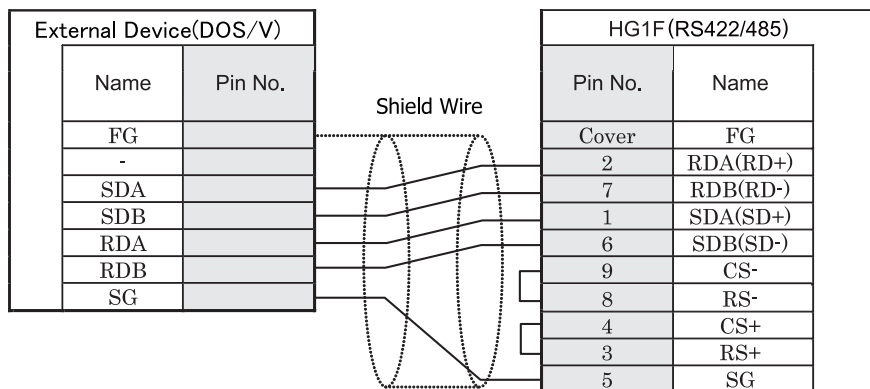 External Device(DOS/V)
Name Pin No.
FG
-
SDA
SDB
RDA
RDB
SG
Shield Wire
HG1F(RS422/485)
Pin No. Name
Cover FG
2 RDA(RD+)
7 RDB(RD-)
1 SDA(SD+)
6 SDB(SD-)
9 CS-
8 RS-
4 CS+
3 RS+
5 SG